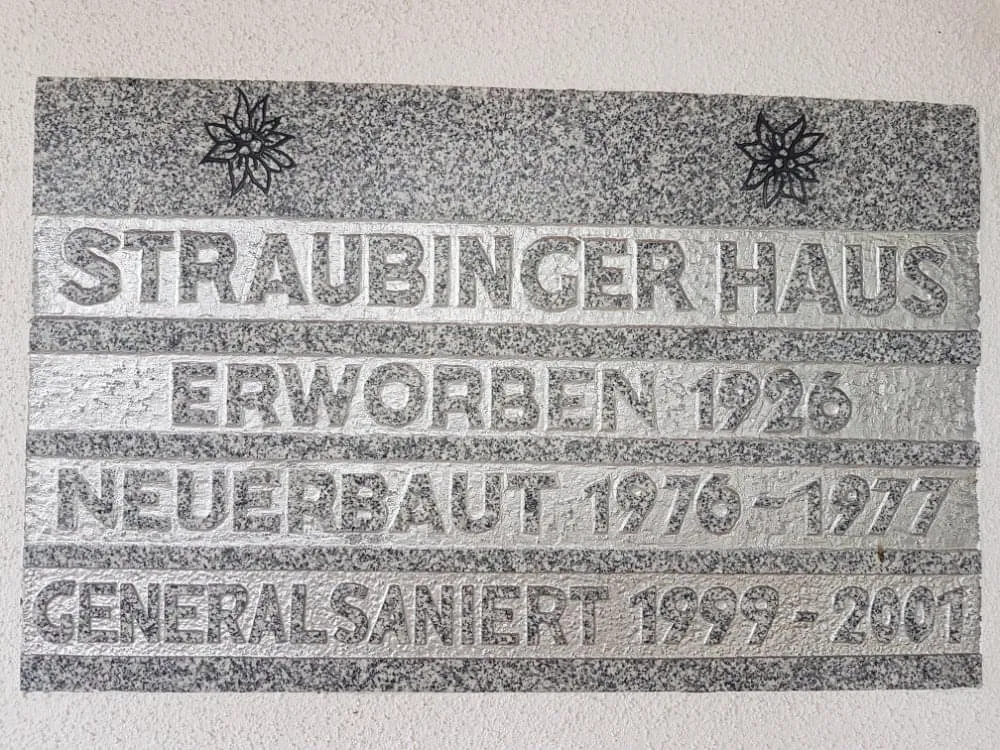 STRAUBINGER HAUS
ERWORBEN 1926
NEUERBAUT 1976-1977
GENERALSANIERT 1999-2001